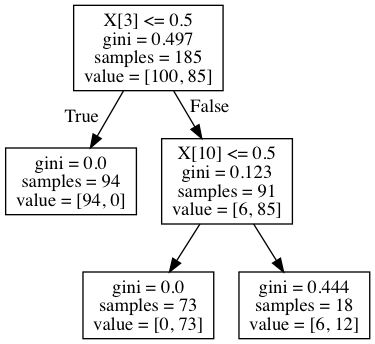 X[3] <= 0.5
gini = 0.497
samples = 185
value = [100, 85]
True
False
gini = 0.0
samples = 94
value = [94, 0]
X[10] <= 0.5
gini = 0.123
samples = 91
value = [6, 85]
gini = 0.0
samples = 73
value = [0, 73]
gini = 0.444
samples = 18
value = [6, 12]